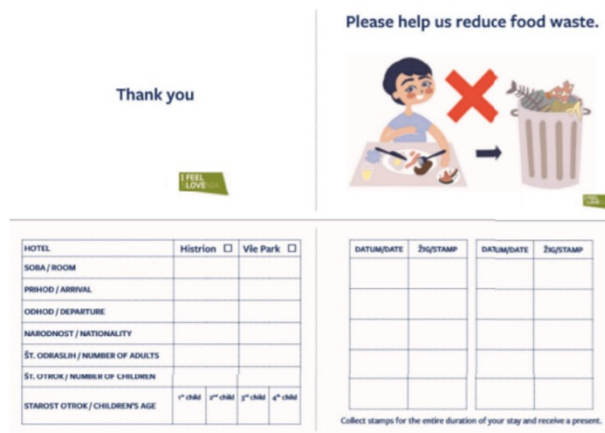 Thank you
I FEEL
SLOVENIA
Please help us reduce food waste.
HOTEL Histrion ☐ Vile Park ☐
SOBA / ROOM
PRIHOD / ARRIVAL
ODHOD / DEPARTURE
NARODNOST / NATIONALITY
ŠT. ODRASLIH / NUMBER OF ADULTS
ŠT. OTROK / NUMBER OF CHILDREN
STAROST OTROK / CHILDREN'S AGE 1st child 2nd child 3rd child 4th child
DATUM/DATE ŽIG/STAMP DATUM/DATE ŽIG/STAMP
Collect stamps for the entire duration of your stay and receive a present.